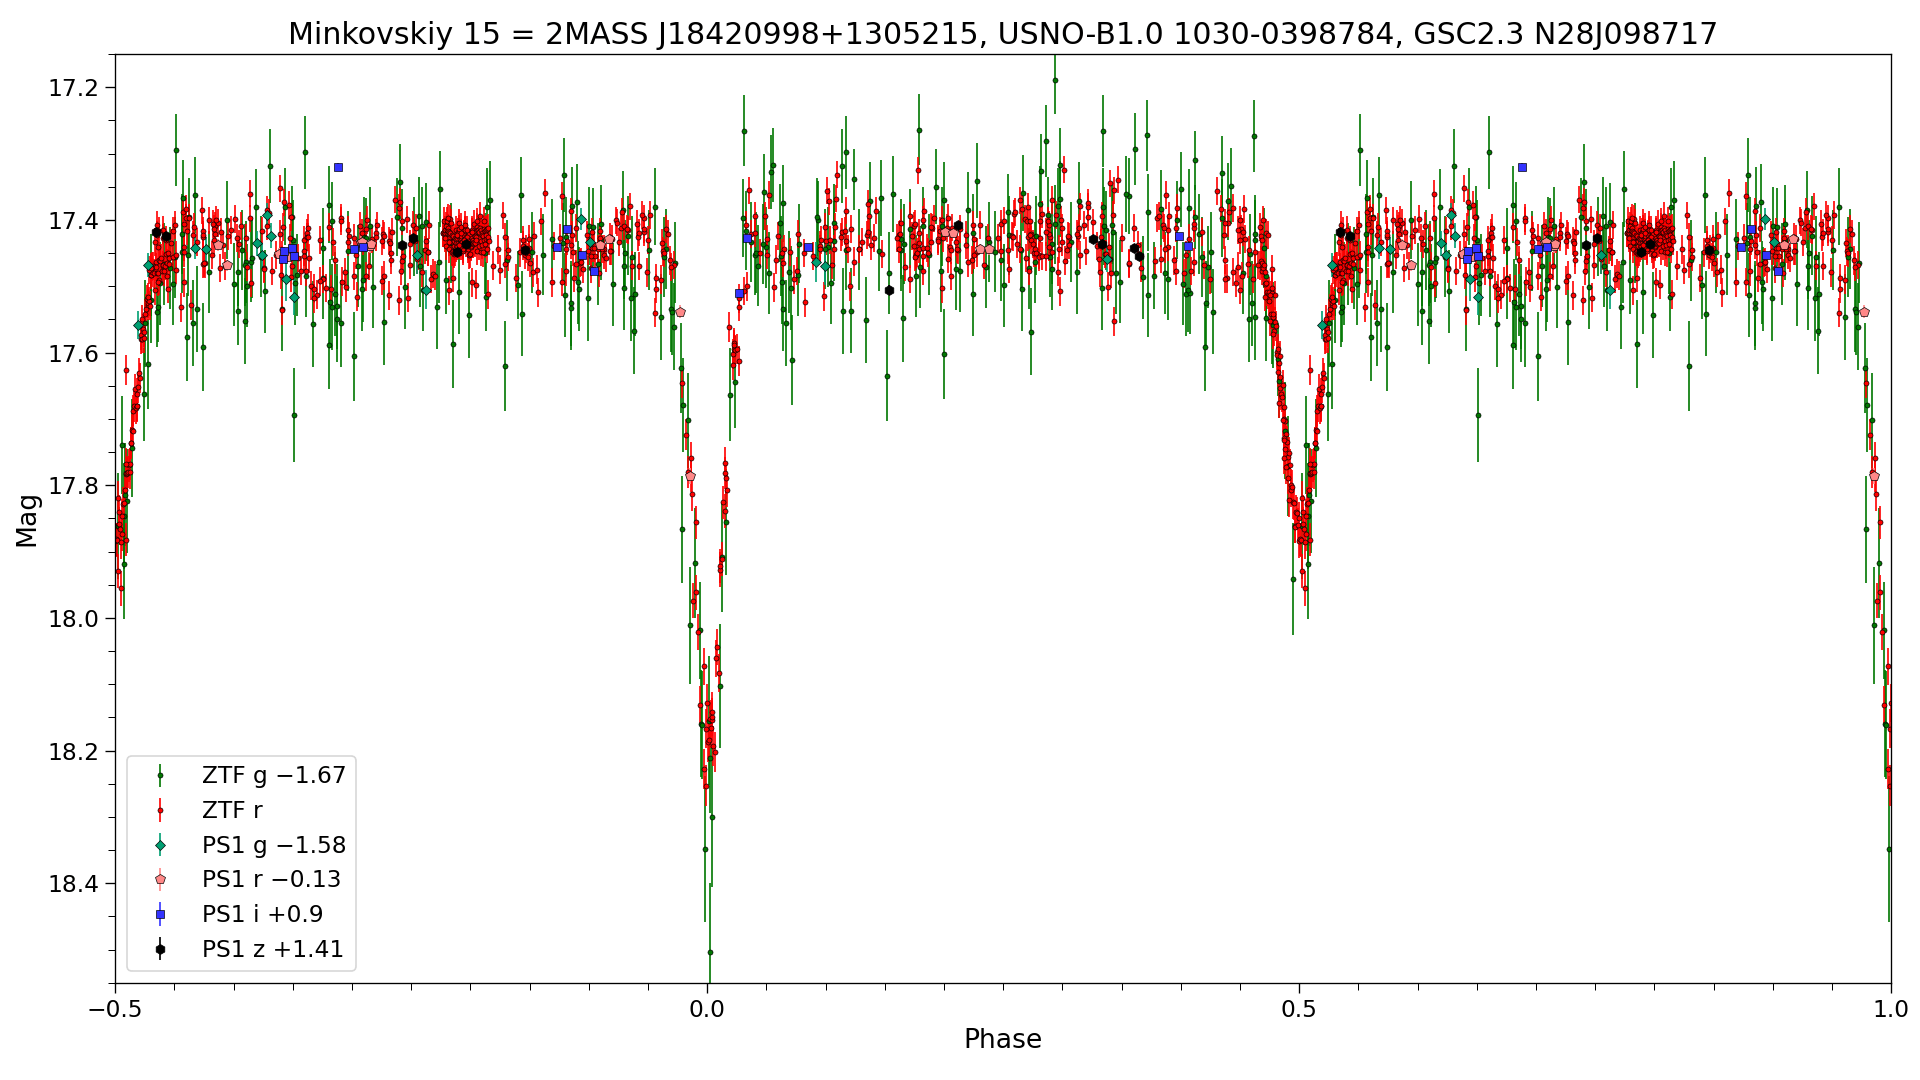 Minkovskiy 15 = 2MASS J18420998+1305215, USNO-B1.0 1030-0398784, GSC2.3 N28J098717
17.2
17.4
17.6
17.8
18.0
18.2
18.4
Mag
ZTF g −1.67
ZTF r
PS1 g −1.58
PS1 r −0.13
PS1 i +0.9
PS1 z +1.41
−0.5
0.0
0.5
1.0
Phase